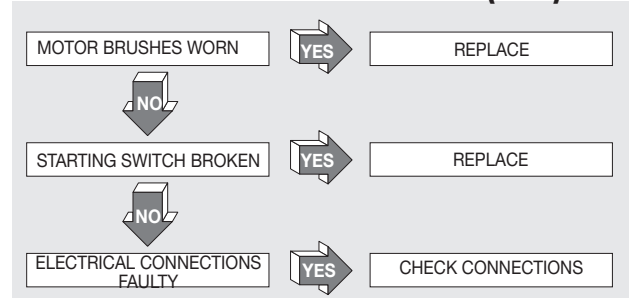 MOTOR BRUSHES WORN
YES
REPLACE
NO
STARTING SWITCH BROKEN
YES
REPLACE
NO
ELECTRICAL CONNECTIONS
FAULTY
YES
CHECK CONNECTIONS